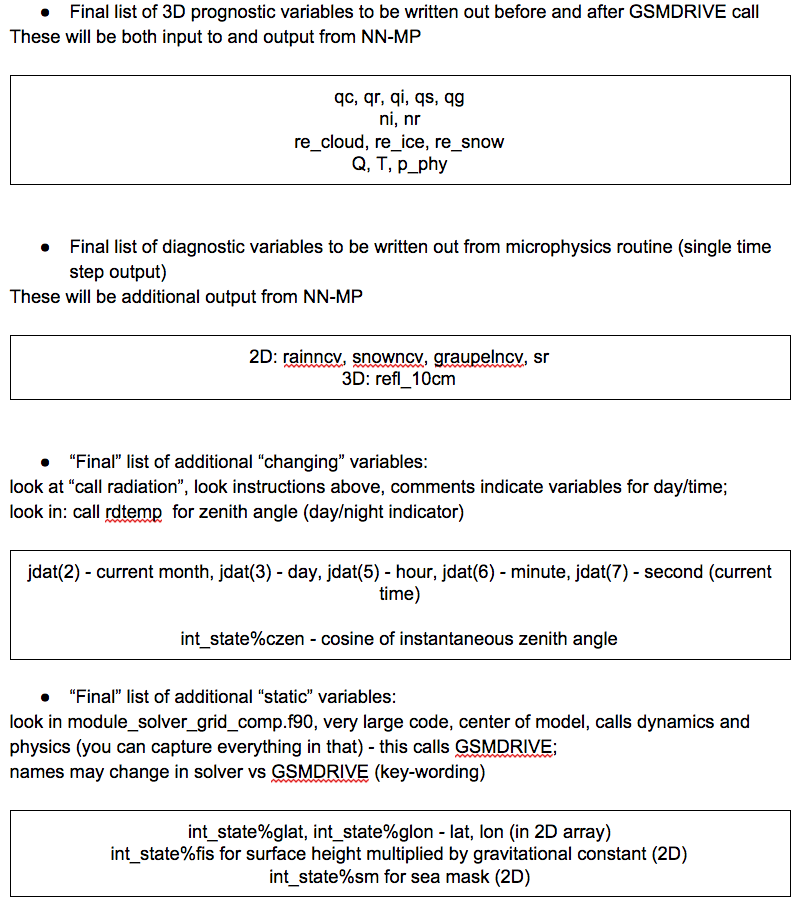 ● Final list of 3D prognostic variables to be written out before and after GSMDRIVE call
These will be both input to and output from NN-MP
qc, qr, qi, qs, qg
ni, nr
re_cloud, re_ice, re_snow
Q, T, p_phy
● Final list of diagnostic variables to be written out from microphysics routine (single time
step output)
These will be additional output from NN-MP
2D: rainncv, snowncv, graupelncv, sr
3D: refl_10cm
● “Final” list of additional “changing” variables:
look at “call radiation”, look instructions above, comments indicate variables for day/time;
look in: call rdtemp for zenith angle (day/night indicator)
jdat(2) - current month, jdat(3) - day, jdat(5) - hour, jdat(6) - minute, jdat(7) - second (current
time)
int_state%czen - cosine of instantaneous zenith angle
● “Final” list of additional “static” variables:
look in module_solver_grid_comp.f90, very large code, center of model, calls dynamics and
physics (you can capture everything in that) - this calls GSMDRIVE;
names may change in solver vs GSMDRIVE (key-wording)
int_state%glat, int_state%glon - lat, lon (in 2D array)
int_state%fis for surface height multiplied by gravitational constant (2D)
int_state%sm for sea mask (2D)